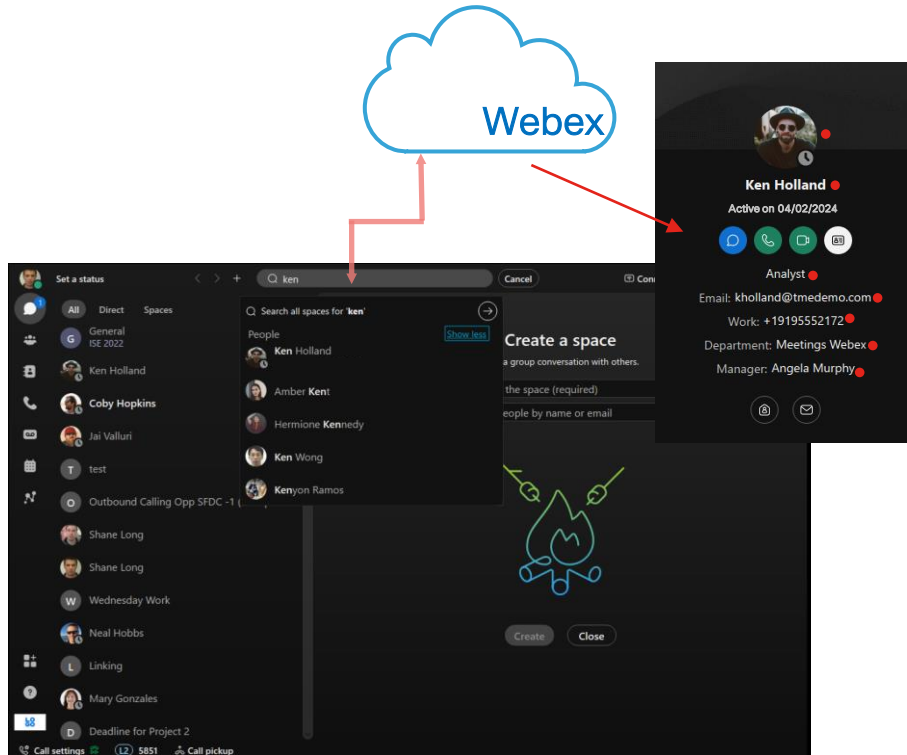 Webex
Ken Holland
Active on 04/02/2024
Analyst
Email: kholland@tmedemo.com
Work: +19195552172
Department: Meetings Webex
Manager: Angela Murphy
Set a status
ken
Cancel
All Direct Spaces
General
ISE 2022
Ken Holland
Coby Hopkins
Jai Valluri
test
Outbound Calling Opp SFDC -1
Shane Long
Shane Long
Wednesday Work
Neal Hobbs
Linking
Mary Gonzales
Deadline for Project 2
Search all spaces for 'ken'
People Show less
Ken Holland
Amber Kent
Hermione Kennedy
Ken Wong
Kenyon Ramos
Create a space
a group conversation with others.
the space (required)
eople by name or email
Create Close
Call settings L2 5851 Call pickup